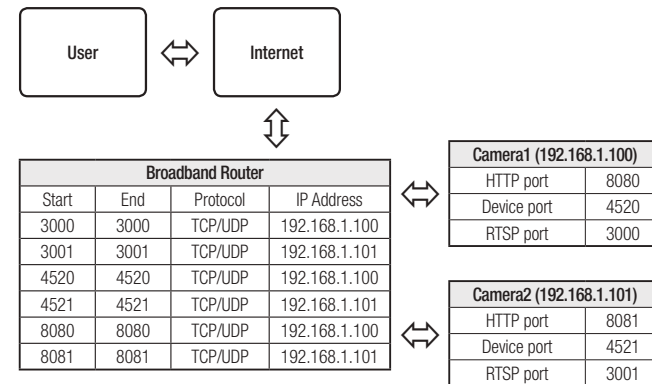 User
Internet
Broadband Router
Start End Protocol IP Address
3000 3000 TCP/UDP 192.168.1.100
3001 3001 TCP/UDP 192.168.1.101
4520 4520 TCP/UDP 192.168.1.100
4521 4521 TCP/UDP 192.168.1.101
8080 8080 TCP/UDP 192.168.1.100
8081 8081 TCP/UDP 192.168.1.101
Camera1 (192.168.1.100)
HTTP port 8080
Device port 4520
RTSP port 3000
Camera2 (192.168.1.101)
HTTP port 8081
Device port 4521
RTSP port 3001